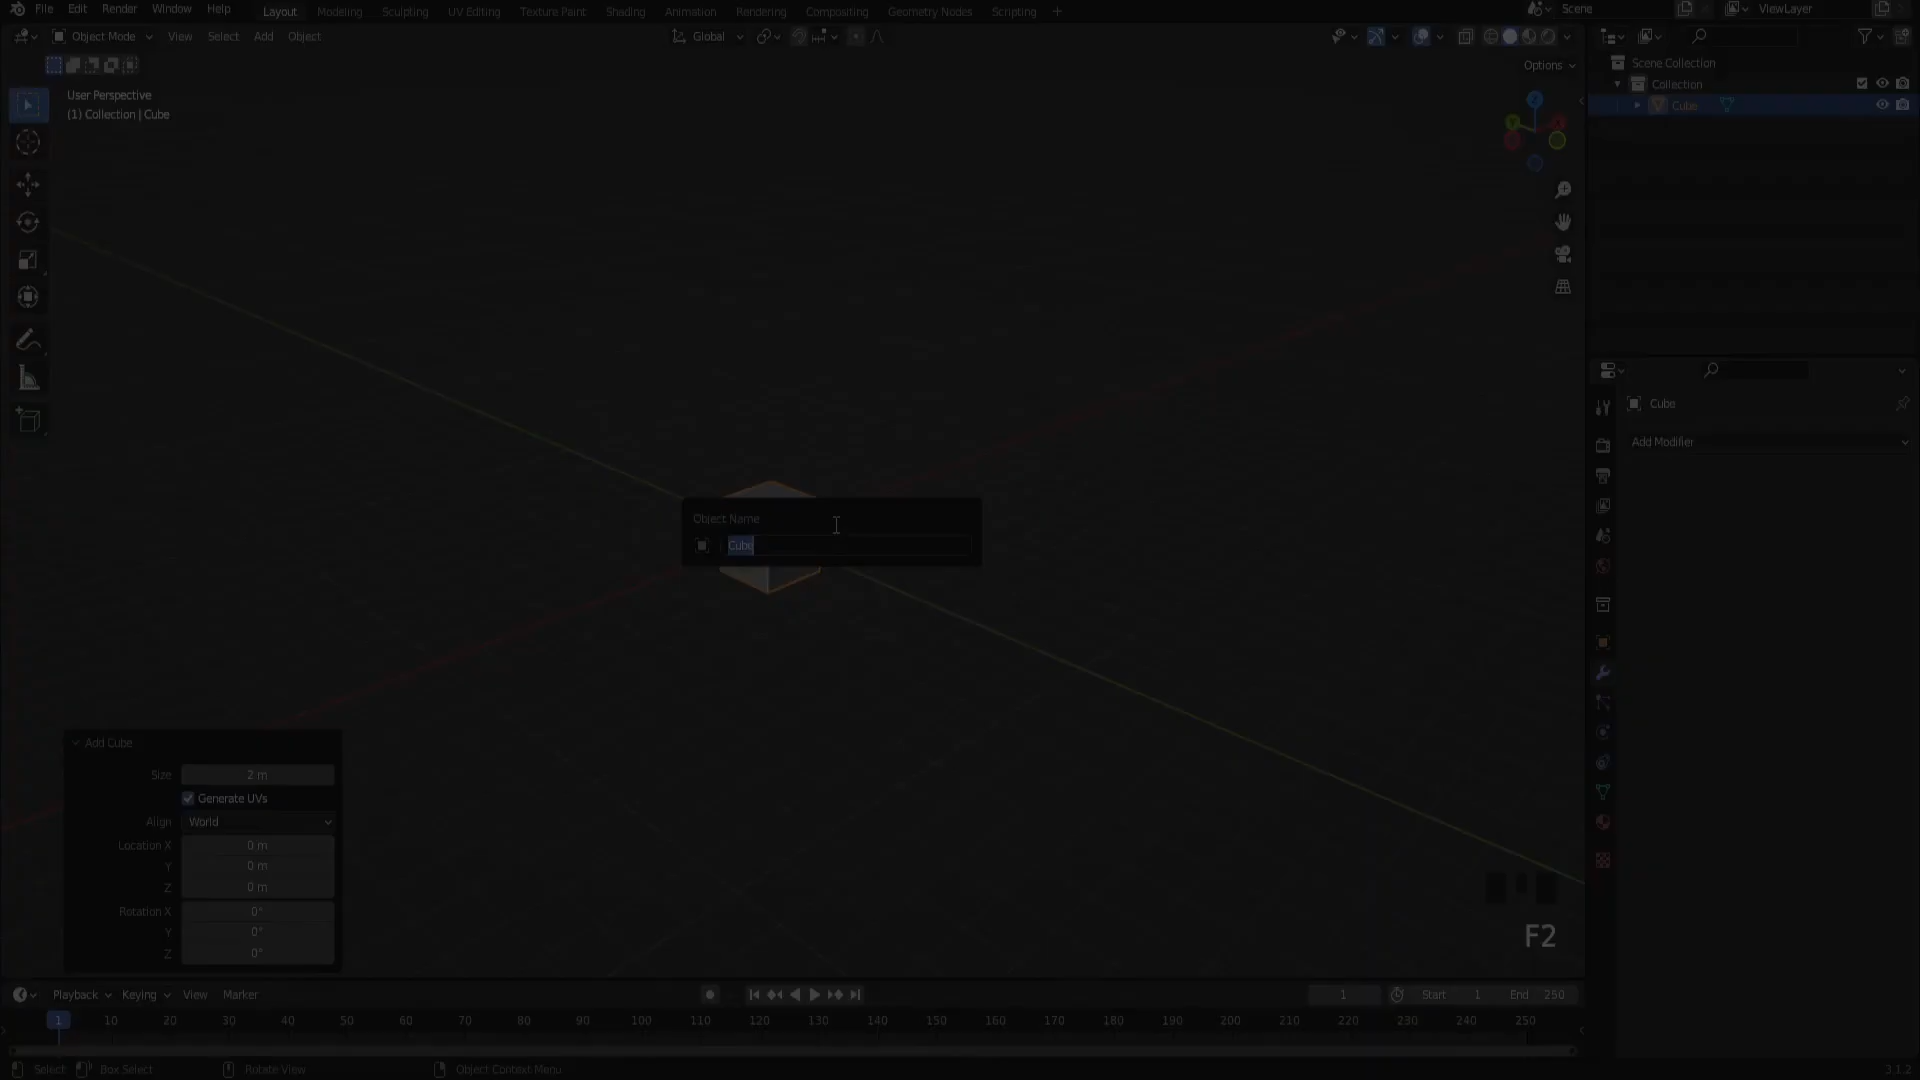 File Edit Render Window Help Layout Modeling Sculpting UV Editing Texture Paint Shading Animation Rendering Compositing Geometry Nodes Scripting + Scene ViewLayer
Object Mode View Select Add Object Global
Options
User Perspective
(1) Collection | Cube
Scene Collection
Collection
Cube
Cube
Add Modifier
Object Name
Cube
Add Cube
Size 2 m
Generate UVs
Align World
Location X 0 m
Y 0 m
Z 0 m
Rotation X 0°
Y 0°
Z 0°
F2
Playback Keying View Marker 1 Start 1 End 250
1 10 20 30 40 50 60 70 80 90 100 110 120 130 140 150 160 170 180 190 200 210 220 230 240 250
Select Box Select Rotate View Object Context Menu 3.1.2